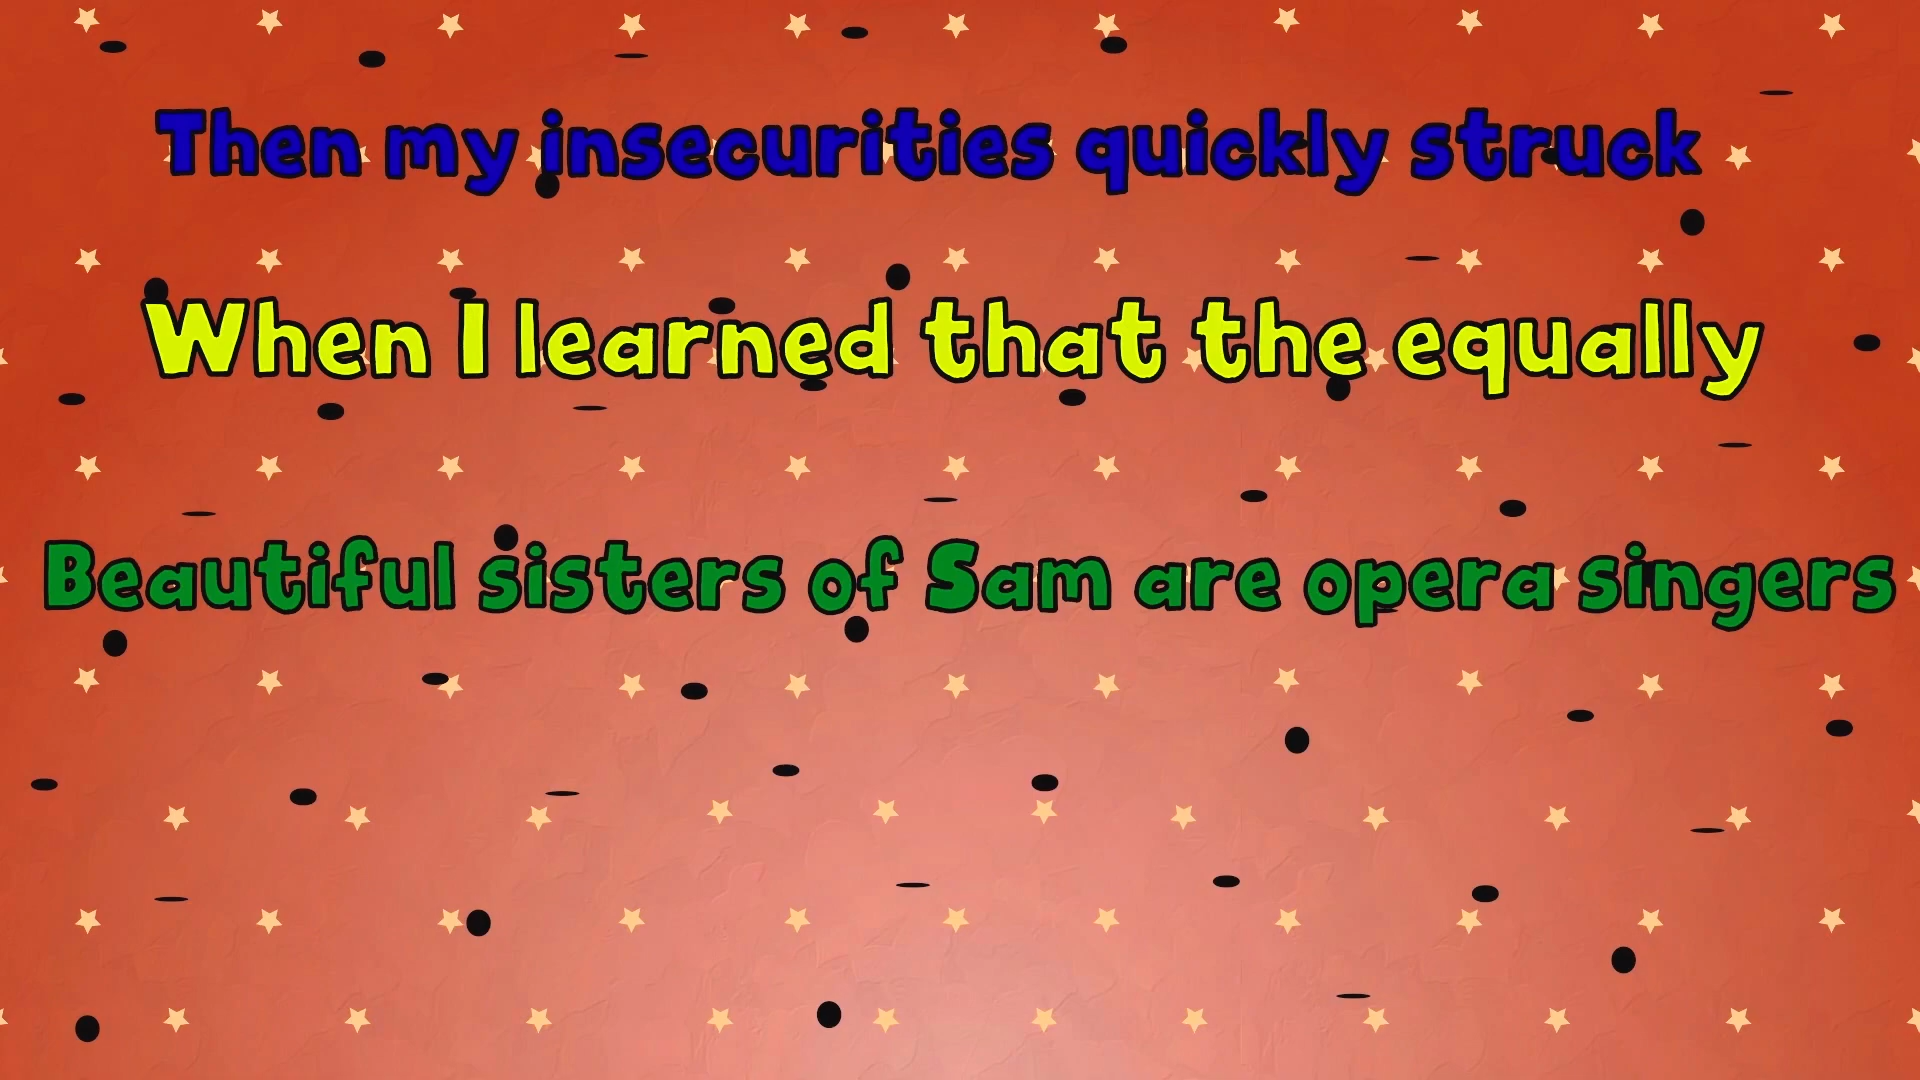 Then my insecurities quickly struck
When I learned that the equally
Beautiful sisters of Sam are opera singers